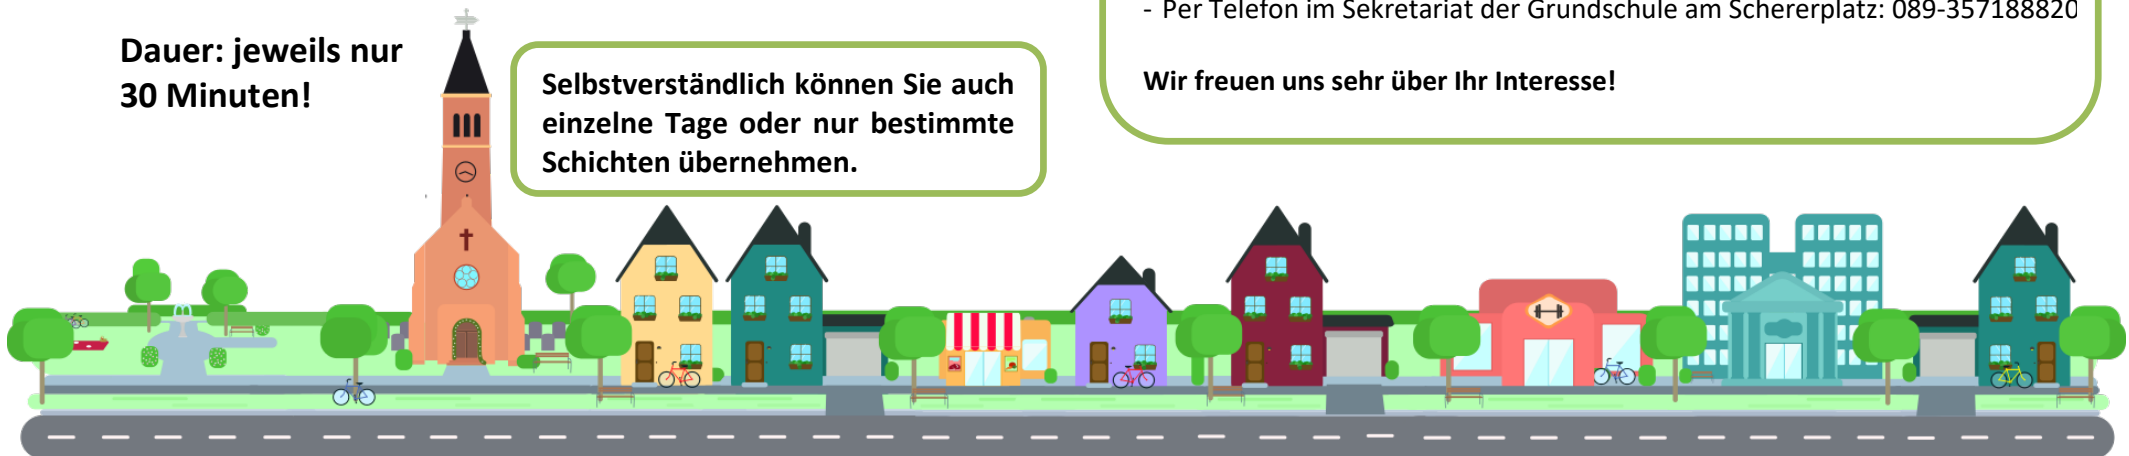 Dauer: jeweils nur
30 Minuten!
Selbstverständlich können Sie auch
einzelne Tage oder nur bestimmte
Schichten übernehmen.
- Per Telefon im Sekretariat der Grundschule am Schererplatz: 089-357188820
Wir freuen uns sehr über Ihr Interesse!